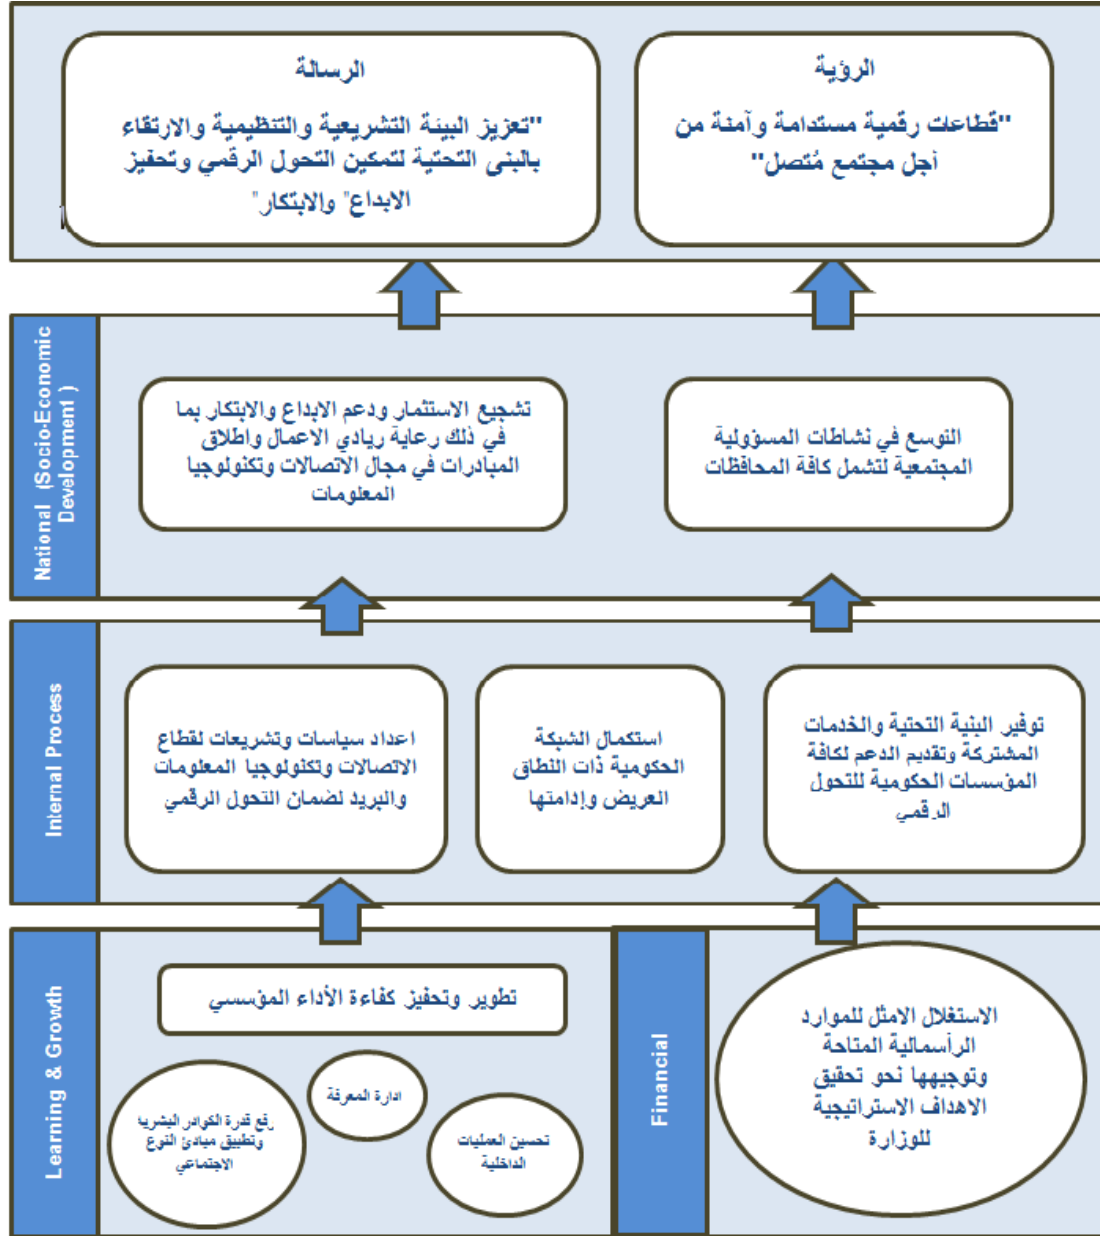 الرؤية
"قطاعات رقمية مستدامة وآمنة من
أجل مجتمع مُتصل"
الرسالة
"تعزيز البيئة التشريعية والتنظيمية والارتقاء
بالبنى التحتية لتمكين التحول الرقمي وتحفيز
الابداع" والابتكار"
National (Socio-Economic
Development )
التوسع في نشاطات المسؤولية
المجتمعية لتشمل كافة المحافظات
تشجيع الاستثمار ودعم الابداع والابتكار بما
في ذلك رعاية ريادي الاعمال واطلاق
المبادرات في مجال الاتصالات وتكنولوجيا
المعلومات
Internal Process
توفير البنية التحتية والخدمات
المشتركة وتقديم الدعم لكافة
المؤسسات الحكومية للتحول
الرقمي
استكمال الشبكة
الحكومية ذات النطاق
العريض وإدامتها
اعداد سياسات وتشريعات لقطاع
الاتصالات وتكنولوجيا المعلومات
والبريد لضمان التحول الرقمي
Financial
الاستغلال الامثل للموارد
الرأسمالية المتاحة
وتوجيهها نحو تحقيق
الاهداف الاستراتيجية
للوزارة
Learning & Growth
تطوير وتحفيز كفاءة الأداء المؤسسي
تحسين العمليات
الداخلية
ادارة المعرفة
رفع قدرة الكوادر البشرية
وتطبيق مبادئ النوع
الاجتماعي